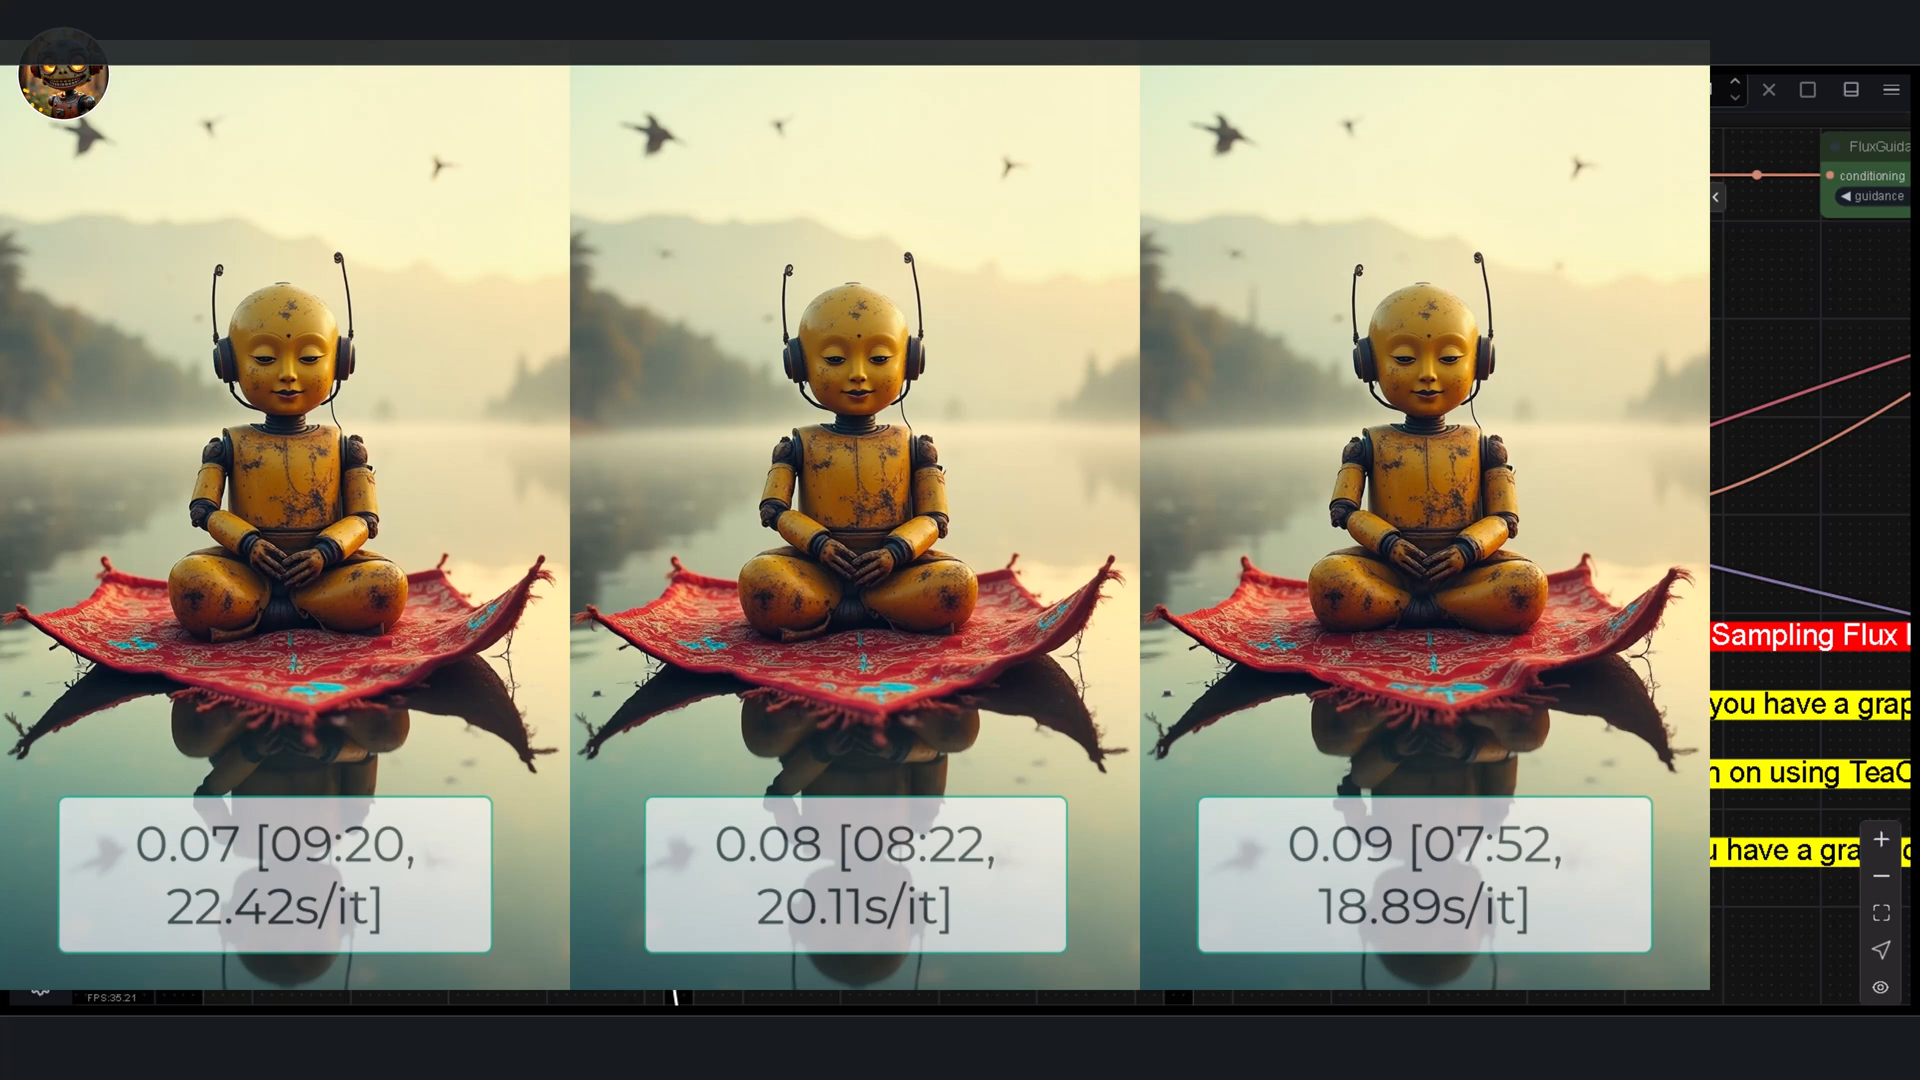 FluxGuida
conditioning
guidance
Sampling Flux
you have a grap
n on using TeaC
u have a gra
0.07 [09:20,
22.42s/it]
0.08 [08:22,
20.11s/it]
0.09 [07:52,
18.89s/it]
FPS:35.21